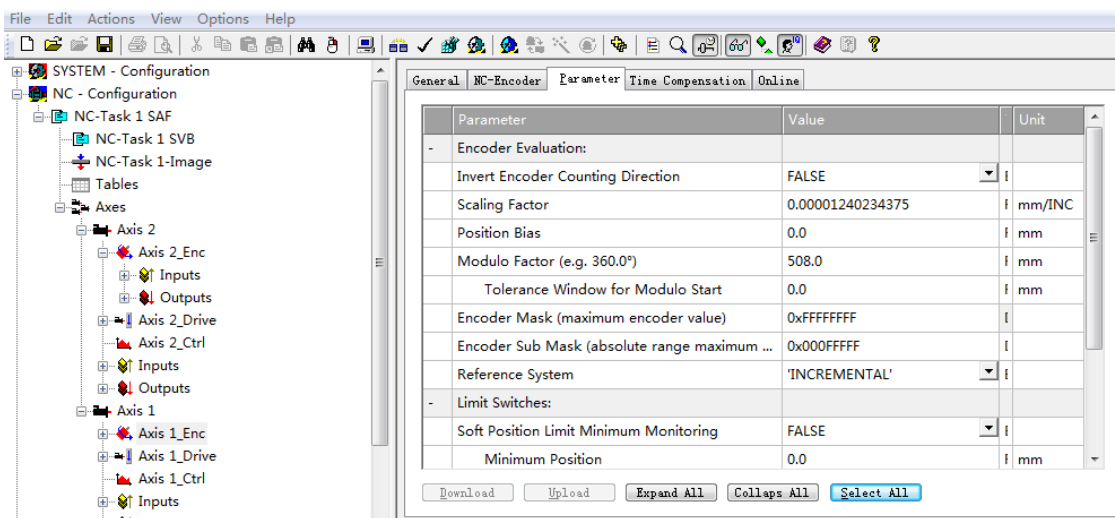 File Edit Actions View Options Help
SYSTEM - Configuration
NC - Configuration
NC-Task 1 SAF
NC-Task 1 SVB
NC-Task 1-Image
Tables
Axes
Axis 2
Axis 2_Enc
Inputs
Outputs
Axis 2_Drive
Axis 2_Ctrl
Inputs
Outputs
Axis 1
Axis 1_Enc
Axis 1_Drive
Axis 1_Ctrl
Inputs
General NC-Encoder Parameter Time Compensation Online
Parameter Value Unit
- Encoder Evaluation:
Invert Encoder Counting Direction FALSE
Scaling Factor 0.00001240234375 mm/INC
Position Bias 0.0 mm
Modulo Factor (e.g. 360.0°) 508.0 mm
Tolerance Window for Modulo Start 0.0 mm
Encoder Mask (maximum encoder value) 0xFFFFFFFF
Encoder Sub Mask (absolute range maximum ... 0x000FFFFF
Reference System 'INCREMENTAL'
- Limit Switches:
Soft Position Limit Minimum Monitoring FALSE
Minimum Position 0.0 mm
Download Upload Expand All Collaps All Select All